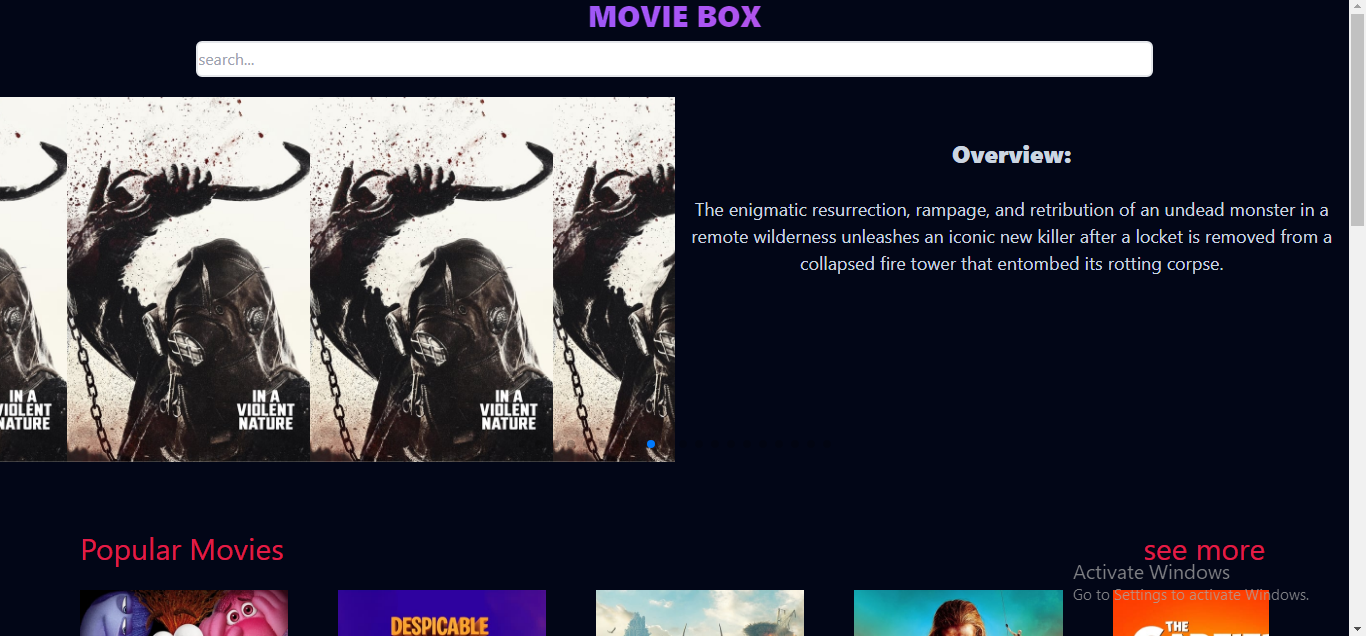 MOVIE BOX
search...
Overview:
The enigmatic resurrection, rampage, and retribution of an undead monster in a
remote wilderness unleashes an iconic new killer after a locket is removed from a
collapsed fire tower that entombed its rotting corpse.
IN A
VIOLENT
NATURE
IN A
VIOLENT
NATURE
IN A
VIOLENT
NATURE
Popular Movies
see more
Activate Windows
Go to Settings to activate Windows.
DESPICABLE
THE